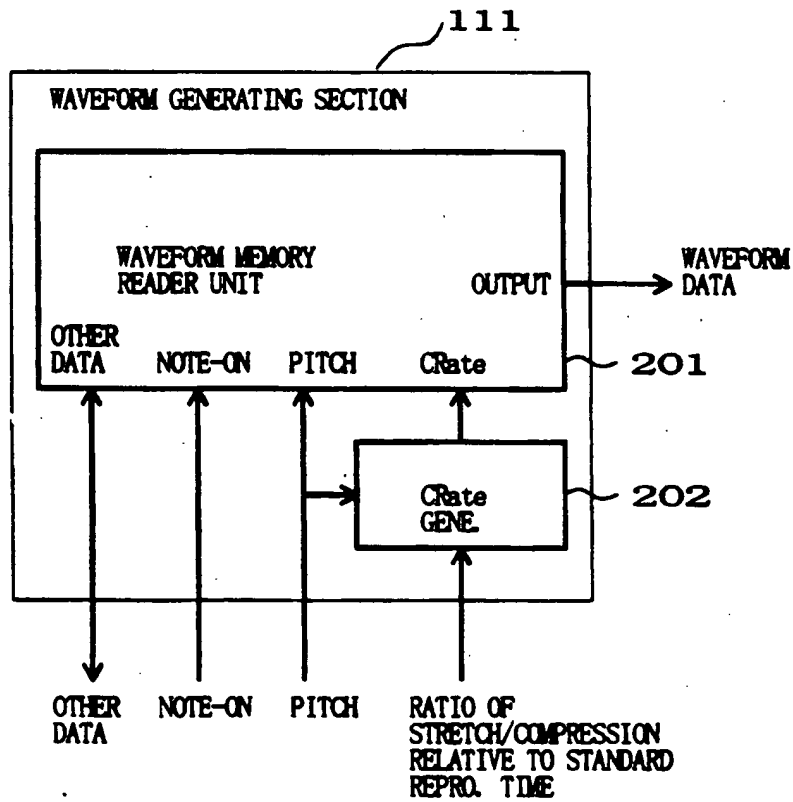 111
WAVEFORM GENERATING SECTION
WAVEFORM MEMORY
READER UNIT
OUTPUT
WAVEFORM
DATA
OTHER
DATA
NOTE-ON
PITCH
CRate
201
CRate
GENE.
202
OTHER
DATA
NOTE-ON
PITCH
RATIO OF
STRETCH/COMPRESSION
RELATIVE TO STANDARD
REPRO. TIME